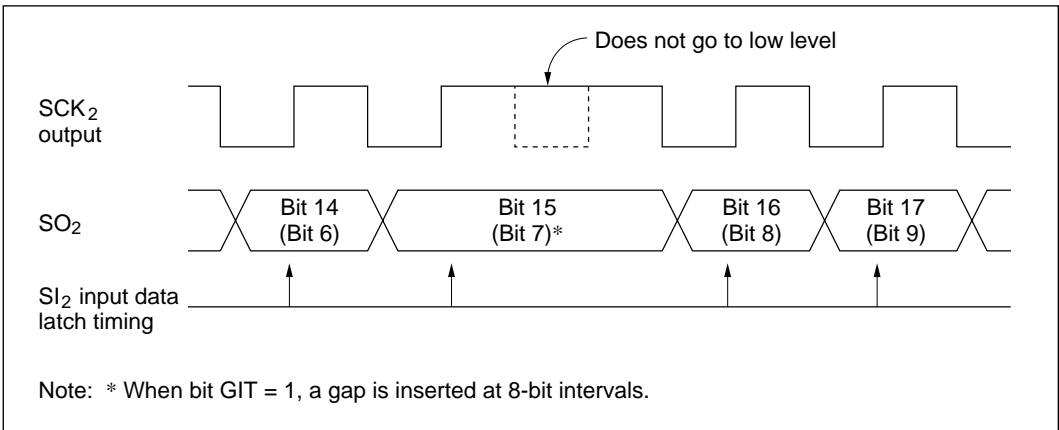 Does not go to low level
SCK2
output
SO2
Bit 14
(Bit 6)
Bit 15
(Bit 7)*
Bit 16
(Bit 8)
Bit 17
(Bit 9)
SI2 input data
latch timing
Note: * When bit GIT = 1, a gap is inserted at 8-bit intervals.